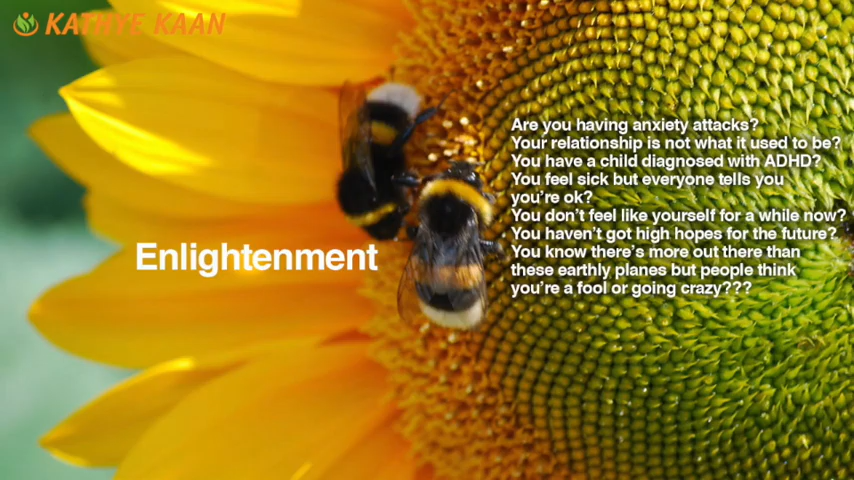 KATHYE KAAN
Are you having anxiety attacks?
Your relationship is not what it used to be?
You have a child diagnosed with ADHD?
You feel sick but everyone tells you
you're ok?
You don't feel like yourself for a while now?
You haven't got high hopes for the future?
You know there's more out there than
these earthly planes but people think
you're a fool or going crazy???
Enlightenment